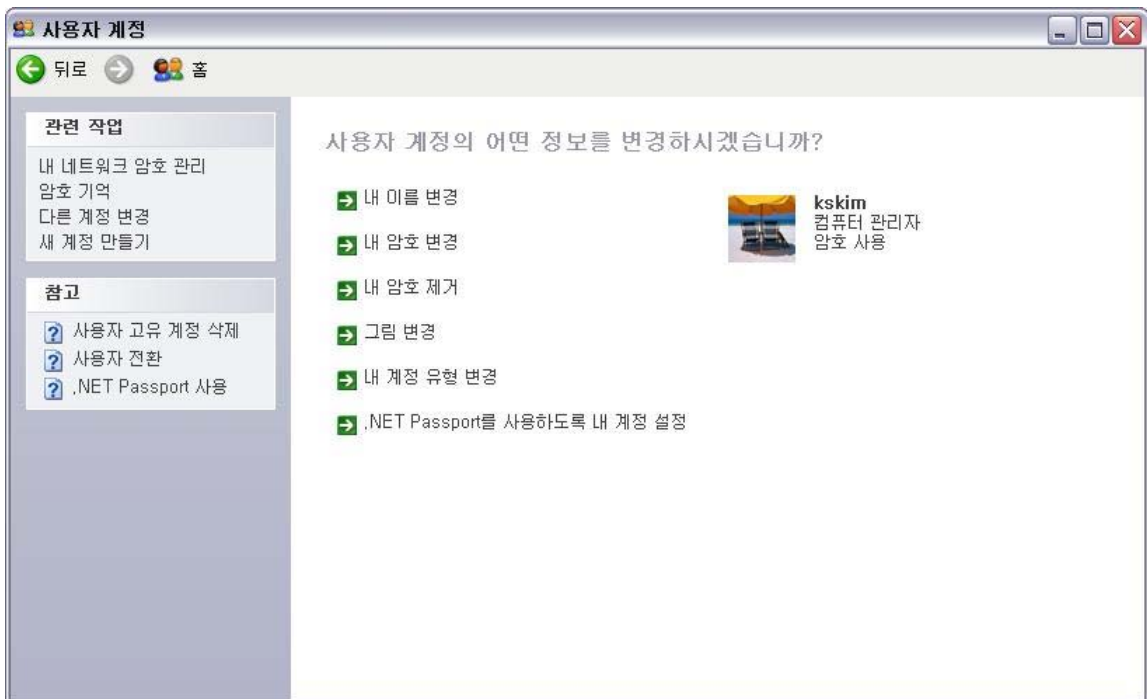 사용자 계정
뒤로 홈
관련 작업
내 네트워크 암호 관리
암호 기억
다른 계정 변경
새 계정 만들기
참고
사용자 고유 계정 삭제
사용자 전환
.NET Passport 사용
사용자 계정의 어떤 정보를 변경하시겠습니까?
내 이름 변경
내 암호 변경
내 암호 제거
그림 변경
내 계정 유형 변경
.NET Passport를 사용하도록 내 계정 설정
kskim
컴퓨터 관리자
암호 사용